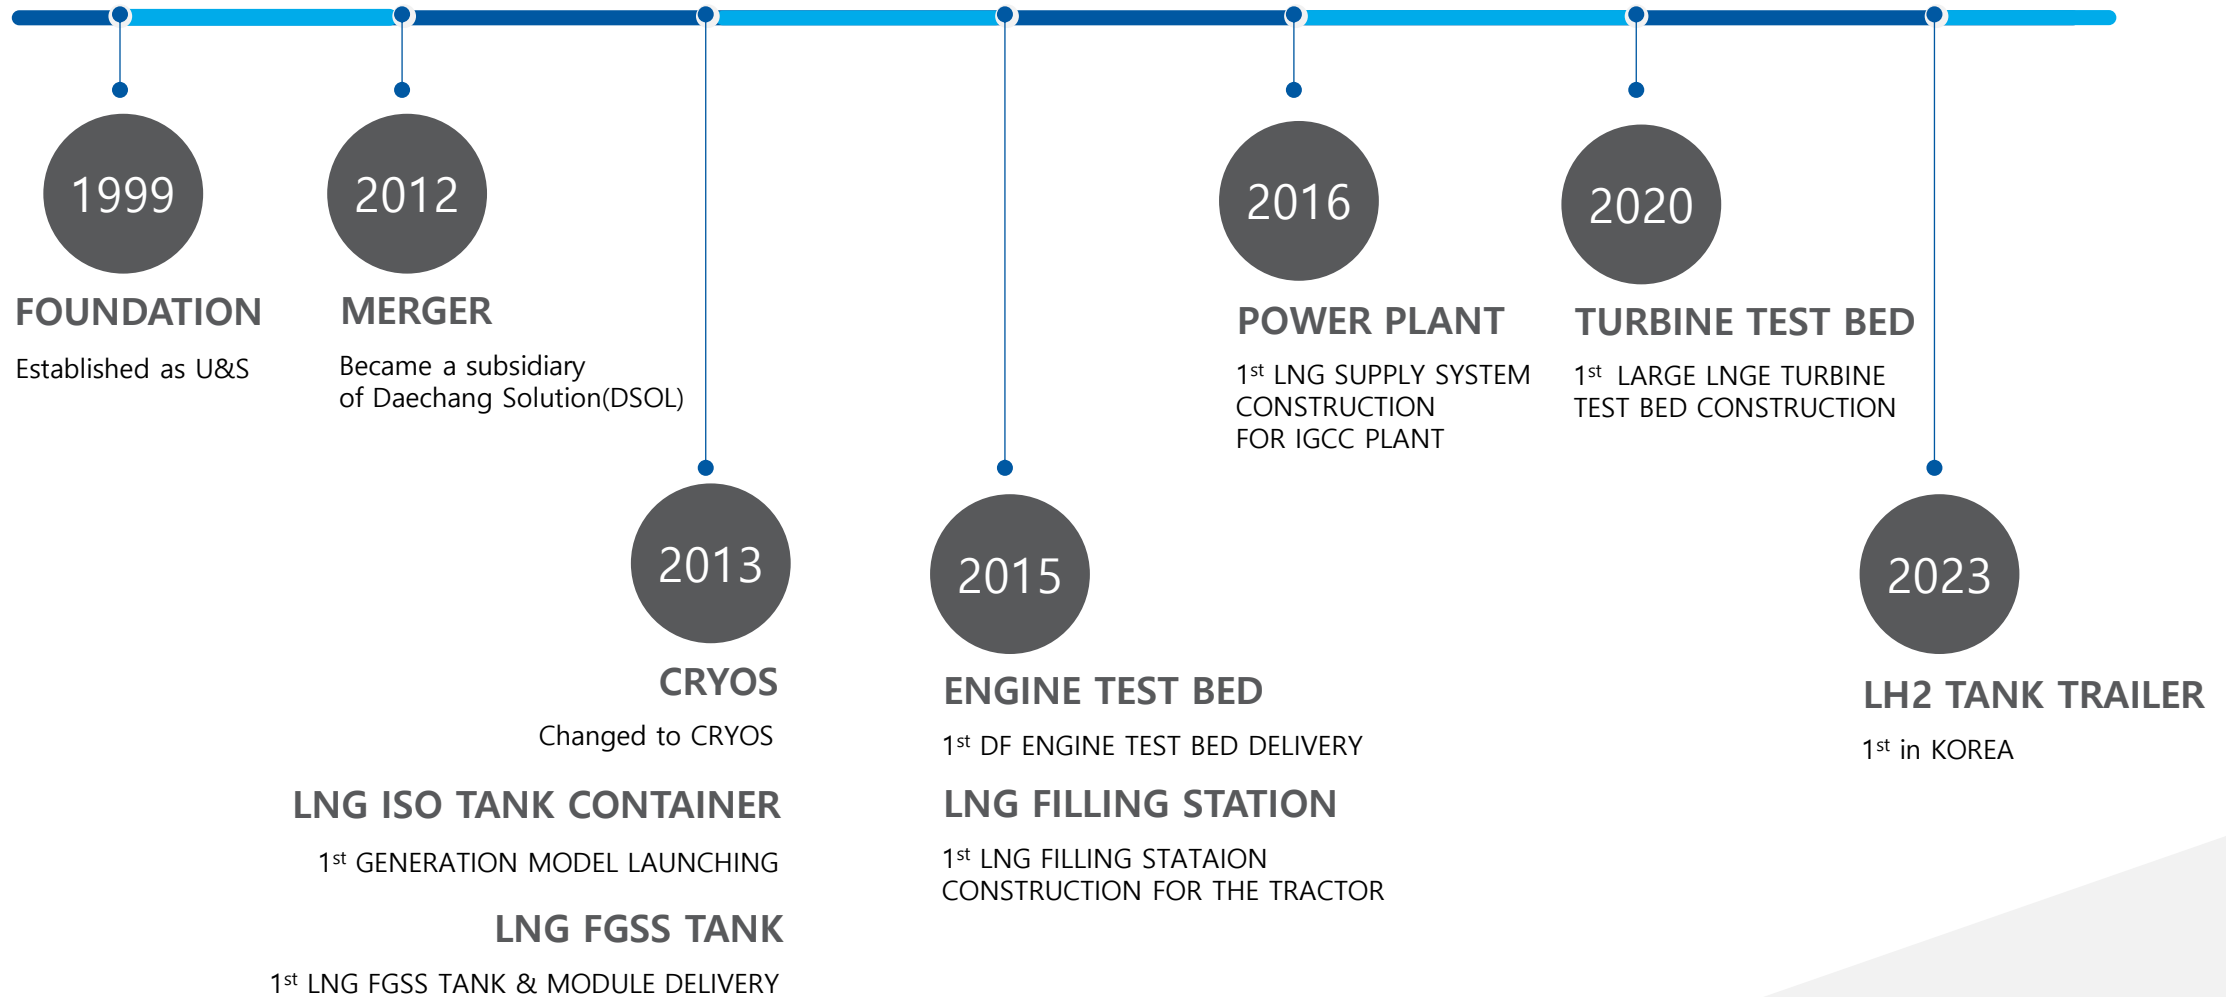 1999
FOUNDATION
Established as U&S
2012
MERGER
Became a subsidiary
of Daechang Solution(DSOL)
2013
CRYOS
Changed to CRYOS
LNG ISO TANK CONTAINER
1st GENERATION MODEL LAUNCHING
LNG FGSS TANK
1st LNG FGSS TANK & MODULE DELIVERY
2015
ENGINE TEST BED
1st DF ENGINE TEST BED DELIVERY
LNG FILLING STATION
1st LNG FILLING STATAION
CONSTRUCTION FOR THE TRACTOR
2016
POWER PLANT
1st LNG SUPPLY SYSTEM
CONSTRUCTION
FOR IGCC PLANT
2020
TURBINE TEST BED
1st LARGE LNGE TURBINE
TEST BED CONSTRUCTION
2023
LH2 TANK TRAILER
1st in KOREA